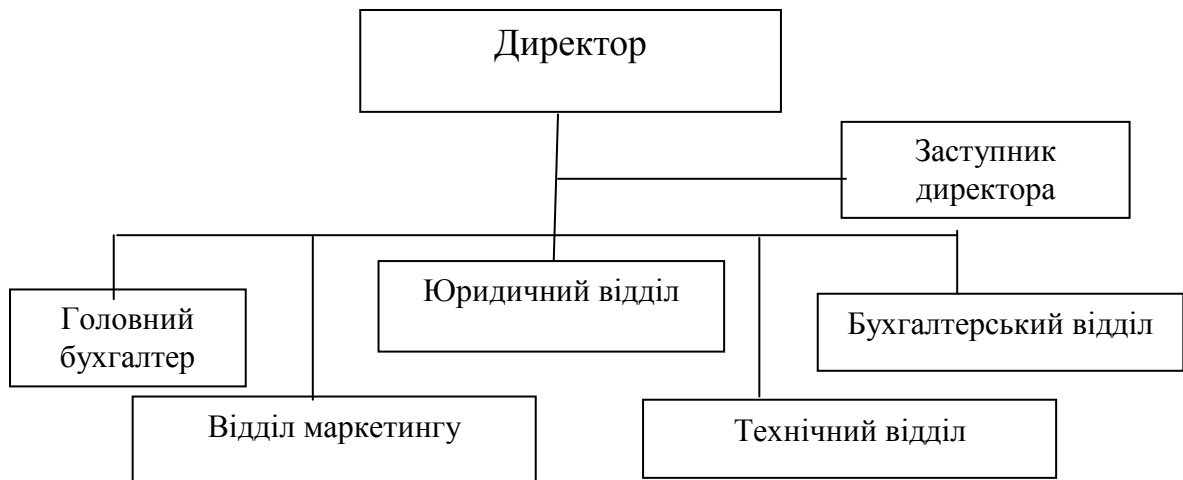 Директор
Заступник
директора
Юридичний відділ
Головний
бухгалтер
Бухгалтерський відділ
Відділ маркетингу
Технічний відділ